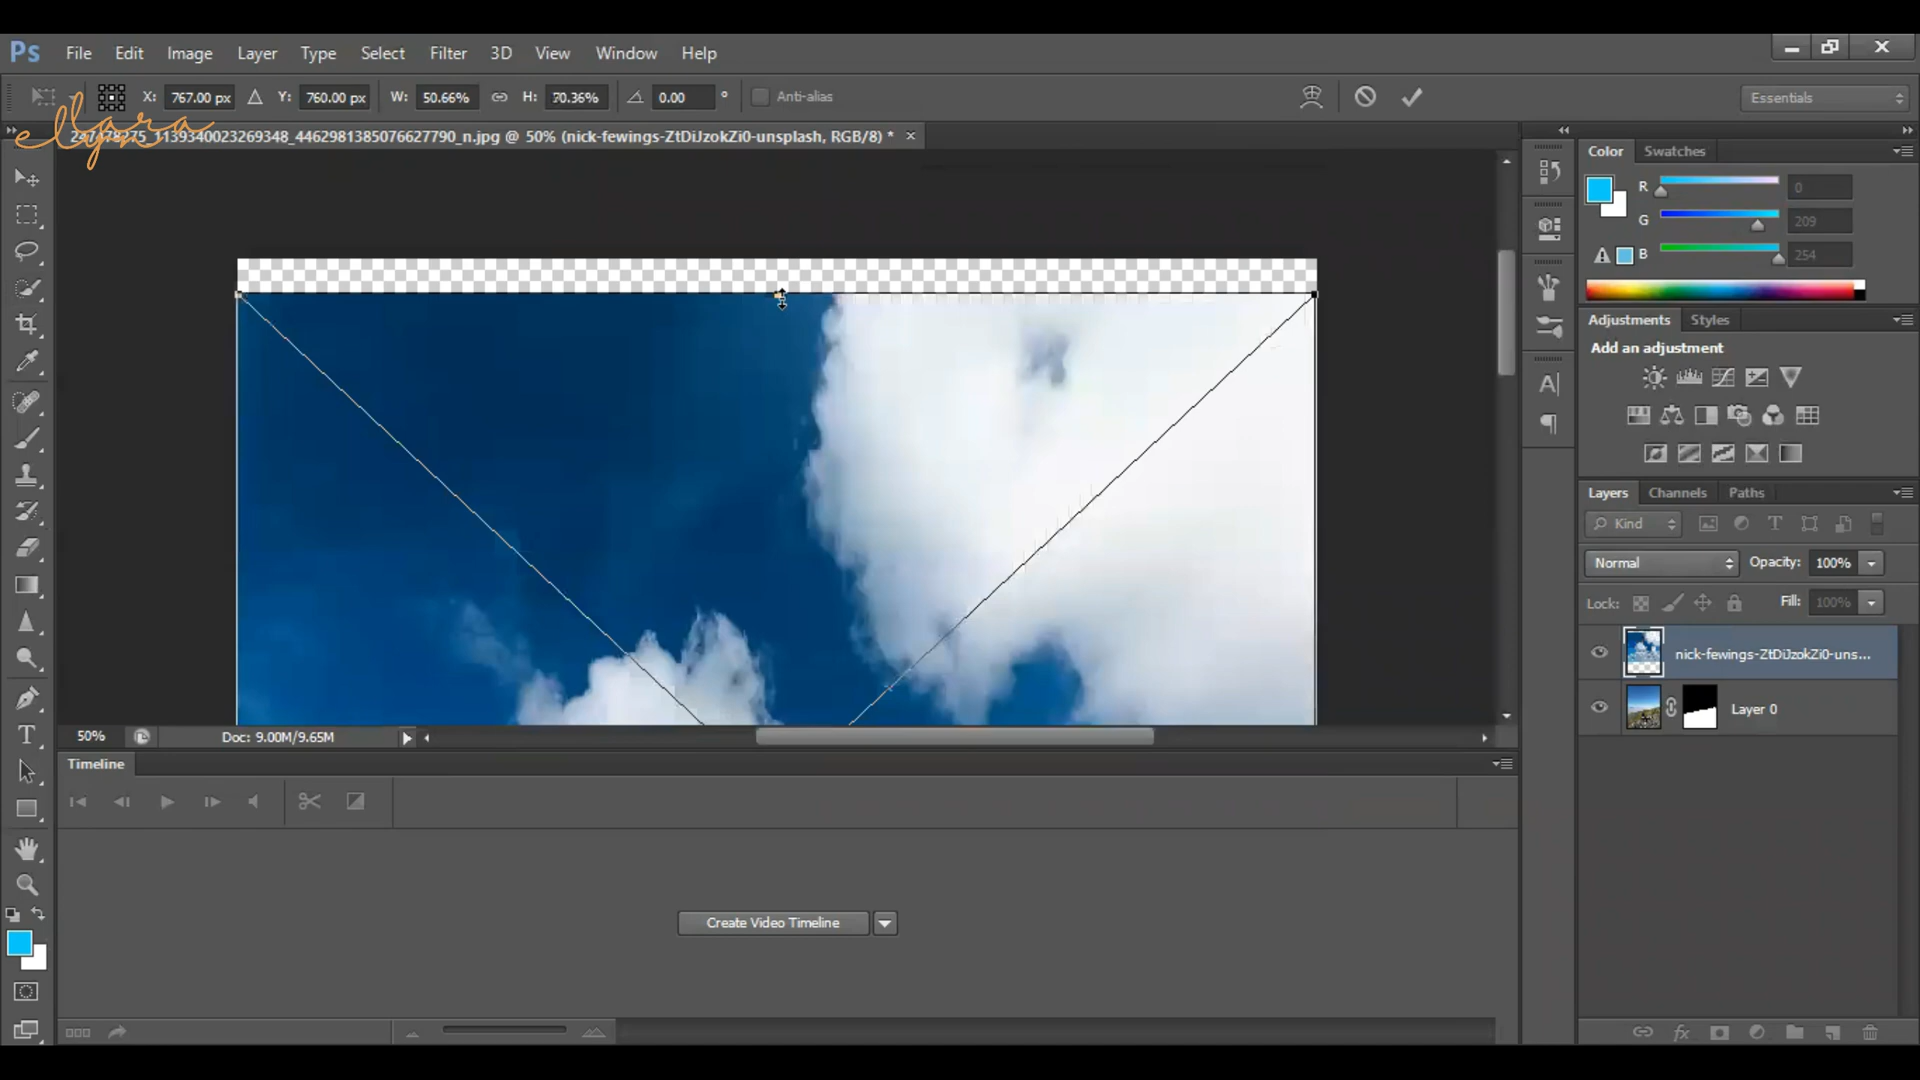 Ps File Edit Image Layer Type Select Filter 3D View Window Help
X: 767.00 px Y: 760.00 px W: 50.66% H: 70.36% 0.00 ° Anti-alias Essentials
elyara
1139340023269348_4462981385076627790_n.jpg @ 50% (nick-fewings-ZtDiJzokZi0-unsplash, RGB/8) *
Color Swatches
R 0
G 209
B 254
Adjustments Styles
Add an adjustment
Layers Channels Paths
Kind
Normal Opacity: 100%
Lock: Fill: 100%
nick-fewings-ZtDiJzokZi0-uns...
Layer 0
50% Doc: 9.00M/9.65M
Timeline
Create Video Timeline